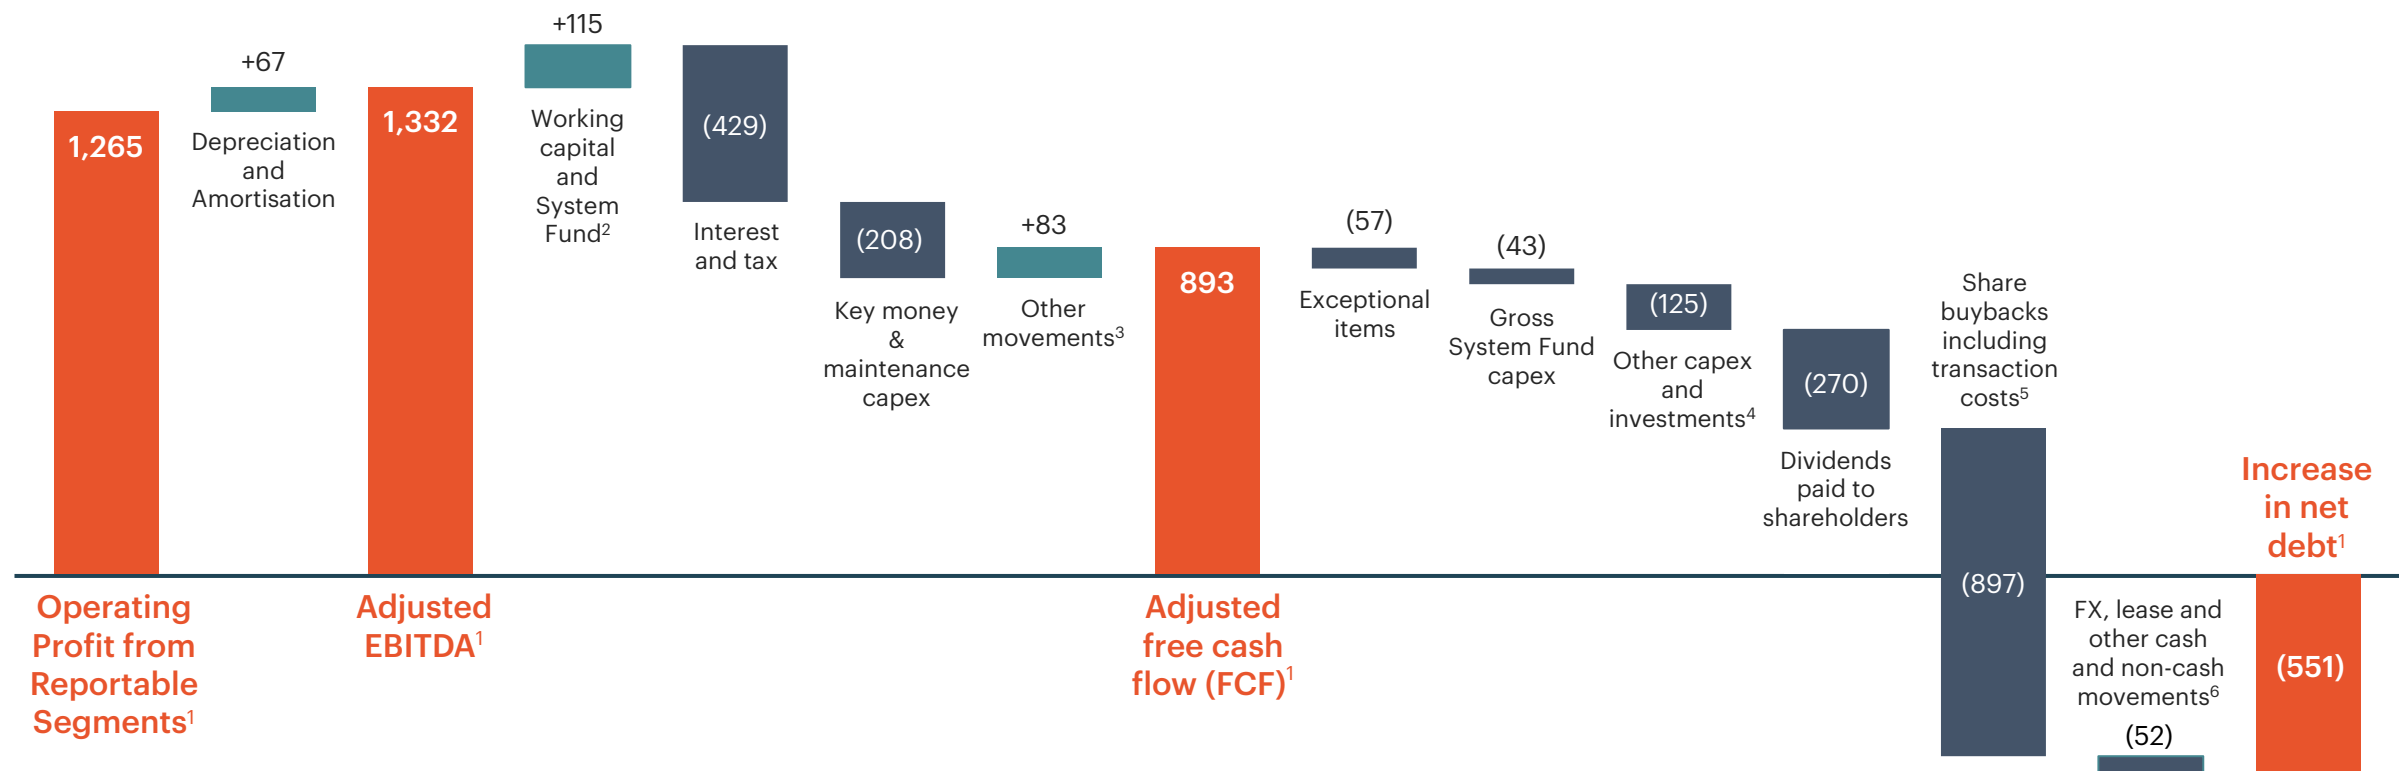 1,265
Operating
Profit from
Reportable
Segments¹
+67
Depreciation
and
Amortisation
1,332
Adjusted
EBITDA¹
+115
Working
capital
and
System
Fund²
(429)
Interest
and tax
(208)
Key money
&
maintenance
capex
+83
Other
movements³
893
Adjusted
free cash
flow (FCF)¹
(57)
Exceptional
items
(43)
Gross
System Fund
capex
(125)
Other capex
and
investments⁴
(270)
Dividends
paid to
shareholders
Share
buybacks
including
transaction
costs⁵
(897)
FX, lease and
other cash
and non-cash
movements⁶
(52)
Increase
in net
debt¹
(551)